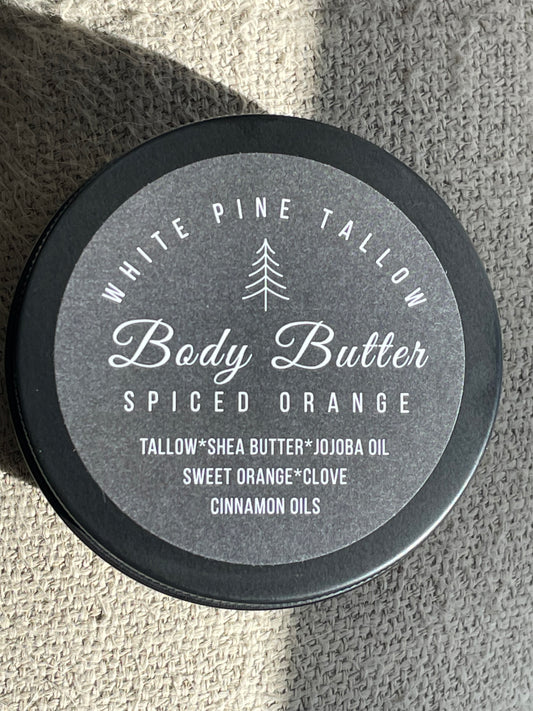 WHITE PINE TALLOW
Body Butter
SPICED ORANGE
TALLOW*SHEA BUTTER*JOJOBA OIL
SWEET ORANGE*CLOVE
CINNAMON OILS